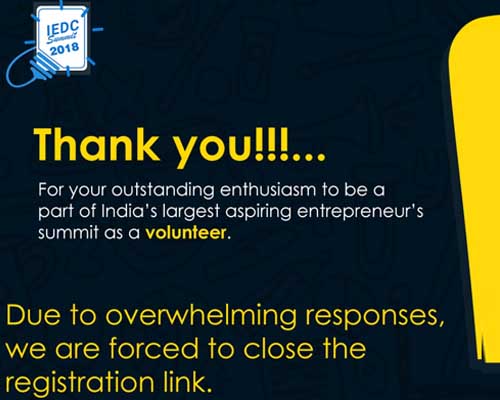 IEDC
Summit
2018
Thank you!!!...
For your outstanding enthusiasm to be a
part of India's largest aspiring entrepreneur's
summit as a volunteer.
Due to overwhelming responses,
we are forced to close the
registration link.